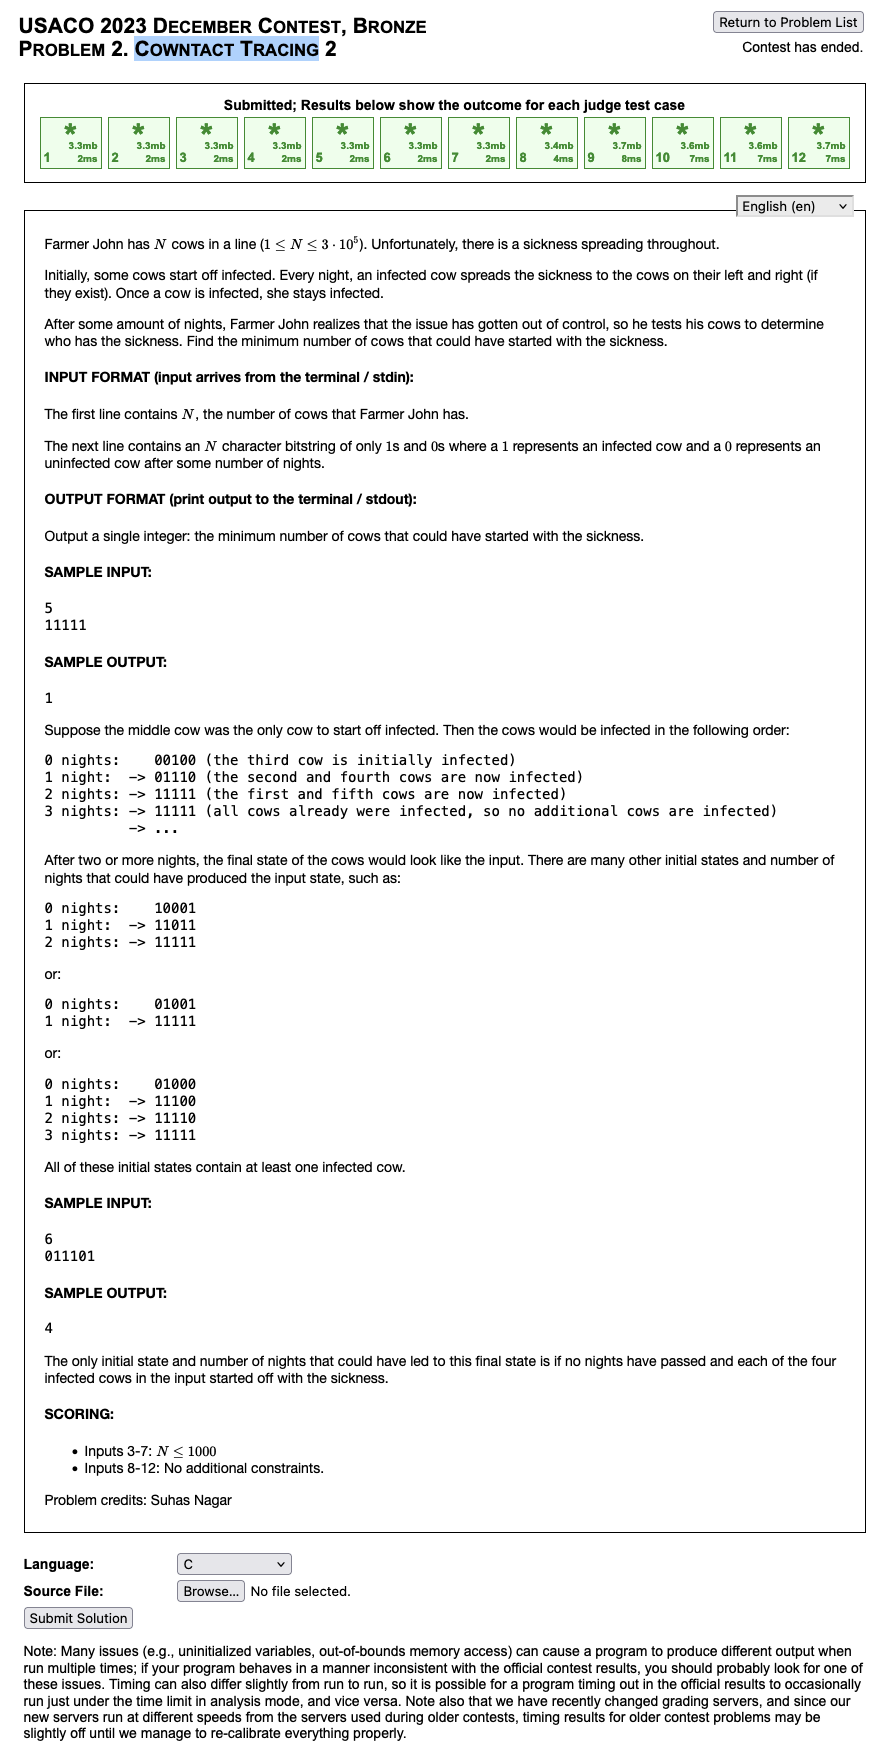 USACO 2023 December Contest, Bronze
Problem 2. Cowntact Tracing 2
Return to Problem List
Contest has ended.
Submitted; Results below show the outcome for each judge test case
* 3.3mb 1 2ms
* 3.3mb 2 2ms
* 3.3mb 3 2ms
* 3.3mb 4 2ms
* 3.3mb 5 2ms
* 3.3mb 6 2ms
* 3.3mb 7 2ms
* 3.4mb 8 4ms
* 3.7mb 9 8ms
* 3.6mb 10 7ms
* 3.6mb 11 7ms
* 3.7mb 12 7ms
English (en)
Farmer John has N cows in a line (1 ≤ N ≤ 3 · 10⁵). Unfortunately, there is a sickness spreading throughout.
Initially, some cows start off infected. Every night, an infected cow spreads the sickness to the cows on their left and right (if
they exist). Once a cow is infected, she stays infected.
After some amount of nights, Farmer John realizes that the issue has gotten out of control, so he tests his cows to determine
who has the sickness. Find the minimum number of cows that could have started with the sickness.
INPUT FORMAT (input arrives from the terminal / stdin):
The first line contains N, the number of cows that Farmer John has.
The next line contains an N character bitstring of only 1s and 0s where a 1 represents an infected cow and a 0 represents an
uninfected cow after some number of nights.
OUTPUT FORMAT (print output to the terminal / stdout):
Output a single integer: the minimum number of cows that could have started with the sickness.
SAMPLE INPUT:
5
11111
SAMPLE OUTPUT:
1
Suppose the middle cow was the only cow to start off infected. Then the cows would be infected in the following order:
0 nights:    00100 (the third cow is initially infected)
1 night:  -> 01110 (the second and fourth cows are now infected)
2 nights: -> 11111 (the first and fifth cows are now infected)
3 nights: -> 11111 (all cows already were infected, so no additional cows are infected)
          -> ...
After two or more nights, the final state of the cows would look like the input. There are many other initial states and number of
nights that could have produced the input state, such as:
0 nights:    10001
1 night:  -> 11011
2 nights: -> 11111
or:
0 nights:    01001
1 night:  -> 11111
or:
0 nights:    01000
1 night:  -> 11100
2 nights: -> 11110
3 nights: -> 11111
All of these initial states contain at least one infected cow.
SAMPLE INPUT:
6
011101
SAMPLE OUTPUT:
4
The only initial state and number of nights that could have led to this final state is if no nights have passed and each of the four
infected cows in the input started off with the sickness.
SCORING:
• Inputs 3-7: N ≤ 1000
• Inputs 8-12: No additional constraints.
Problem credits: Suhas Nagar
Language: C
Source File: Browse... No file selected.
Submit Solution
Note: Many issues (e.g., uninitialized variables, out-of-bounds memory access) can cause a program to produce different output when
run multiple times; if your program behaves in a manner inconsistent with the official contest results, you should probably look for one of
these issues. Timing can also differ slightly from run to run, so it is possible for a program timing out in the official results to occasionally
run just under the time limit in analysis mode, and vice versa. Note also that we have recently changed grading servers, and since our
new servers run at different speeds from the servers used during older contests, timing results for older contest problems may be
slightly off until we manage to re-calibrate everything properly.